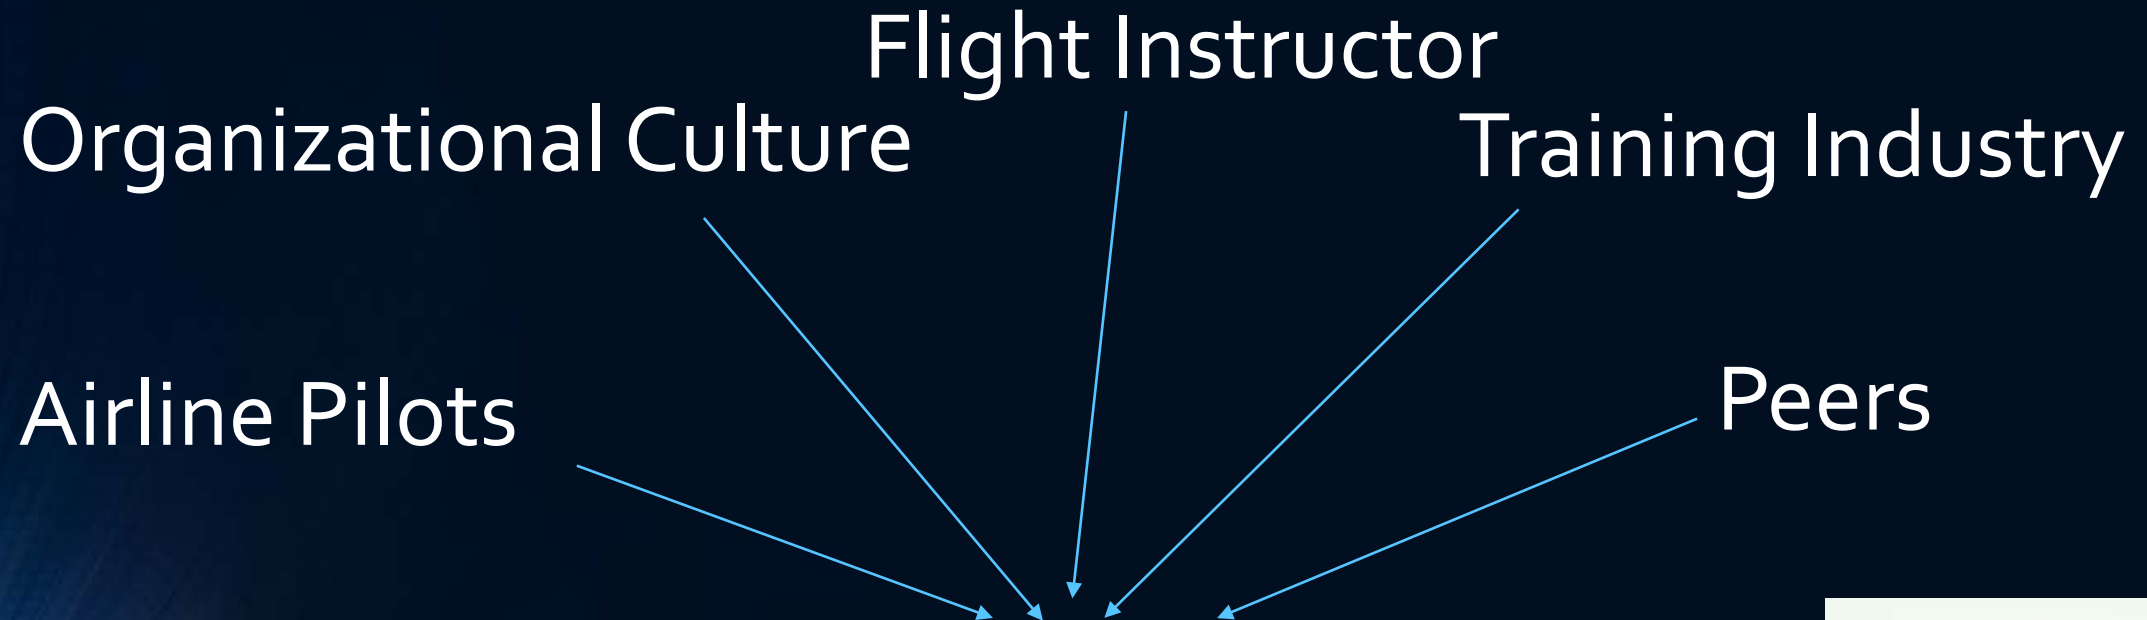 Flight Instructor
Organizational Culture
Training Industry
Airline Pilots
Peers